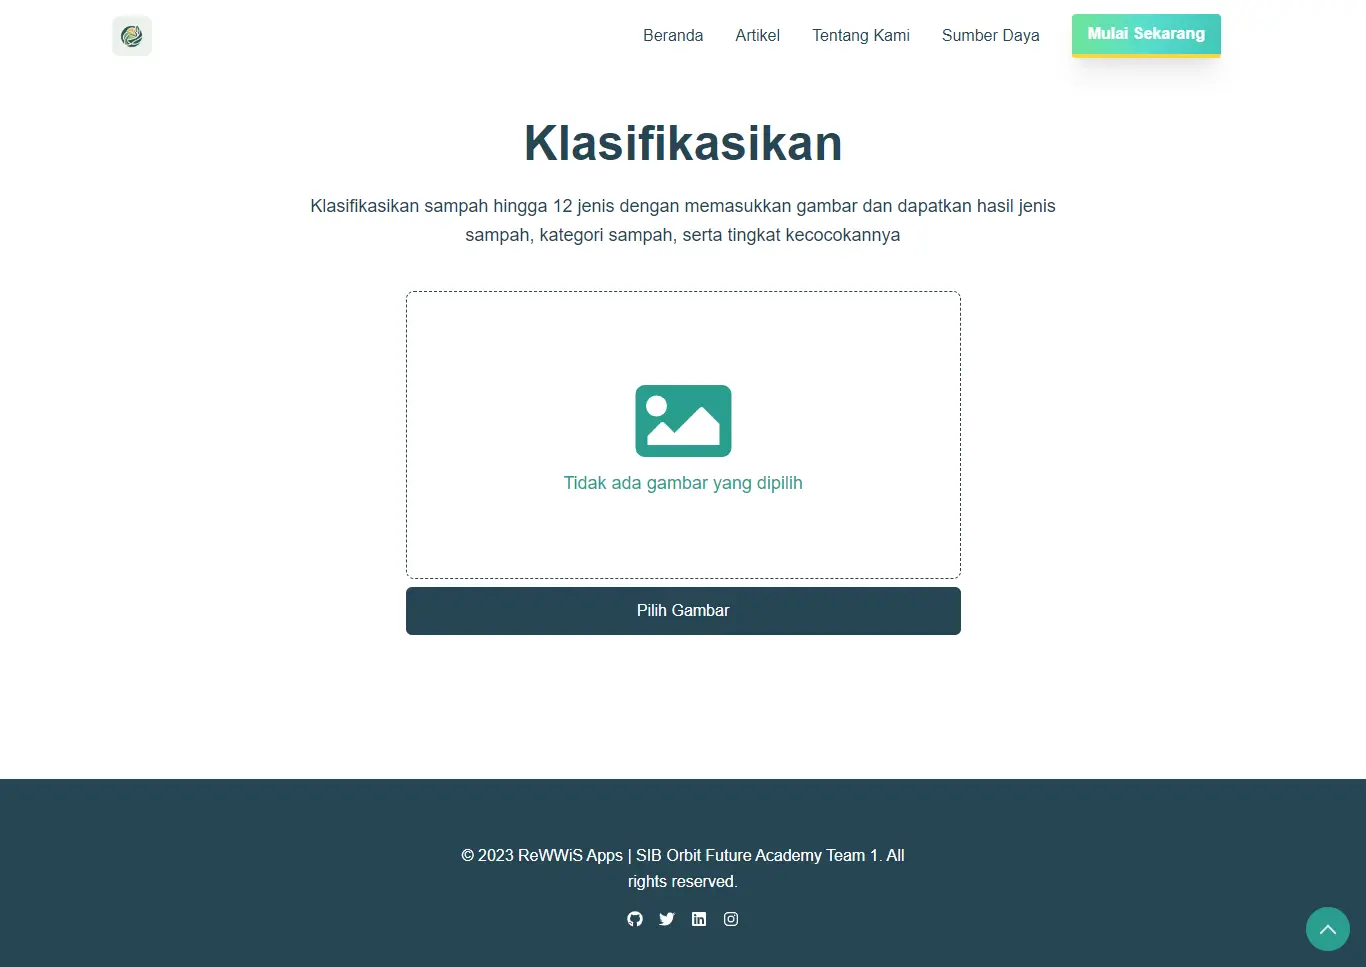 Beranda Artikel Tentang Kami Sumber Daya Mulai Sekarang
Klasifikasikan
Klasifikasikan sampah hingga 12 jenis dengan memasukkan gambar dan dapatkan hasil jenis
sampah, kategori sampah, serta tingkat kecocokannya
Tidak ada gambar yang dipilih
Pilih Gambar
© 2023 ReWWiS Apps | SIB Orbit Future Academy Team 1. All
rights reserved.